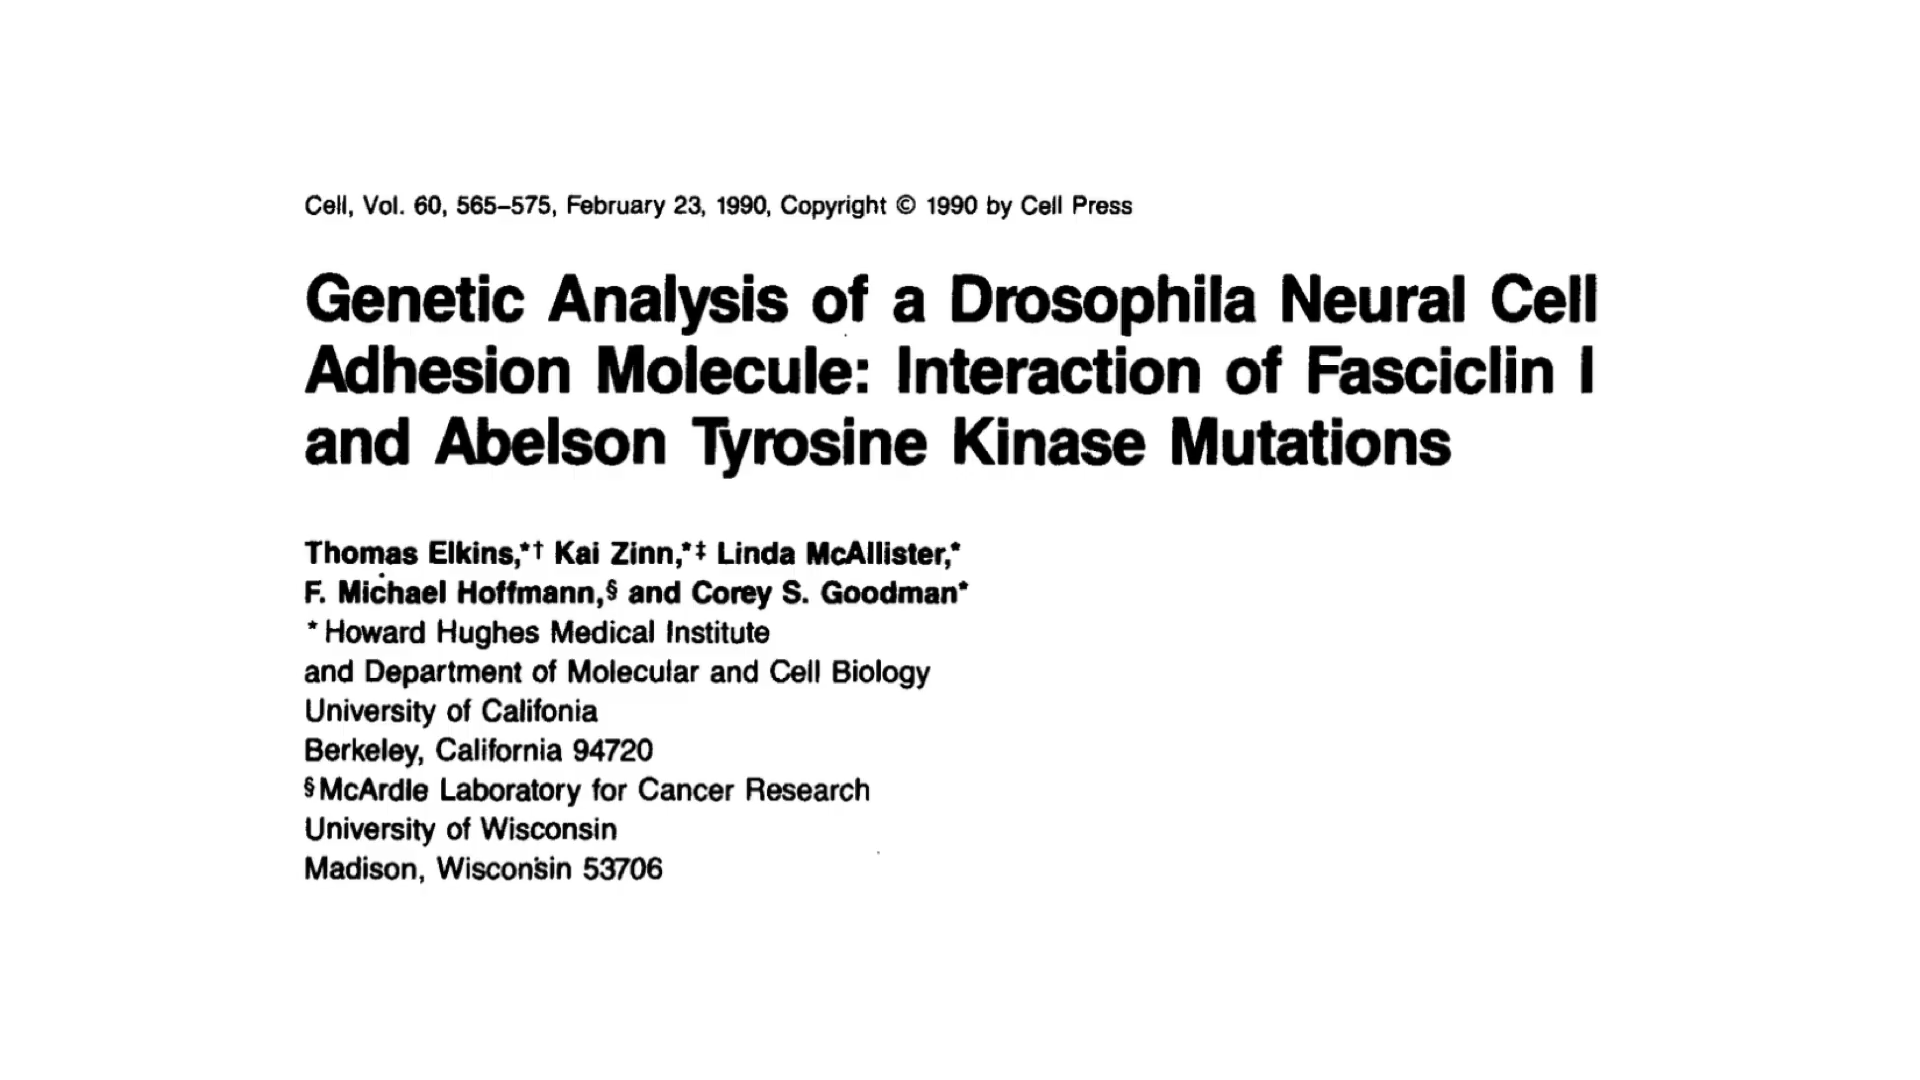 Cell, Vol. 60, 565–575, February 23, 1990, Copyright © 1990 by Cell Press
Genetic Analysis of a Drosophila Neural Cell
Adhesion Molecule: Interaction of Fasciclin I
and Abelson Tyrosine Kinase Mutations
Thomas Elkins,*† Kai Zinn,*‡ Linda McAllister,*
F. Michael Hoffmann,§ and Corey S. Goodman*
* Howard Hughes Medical Institute
and Department of Molecular and Cell Biology
University of Califonia
Berkeley, California 94720
§ McArdle Laboratory for Cancer Research
University of Wisconsin
Madison, Wisconsin 53706